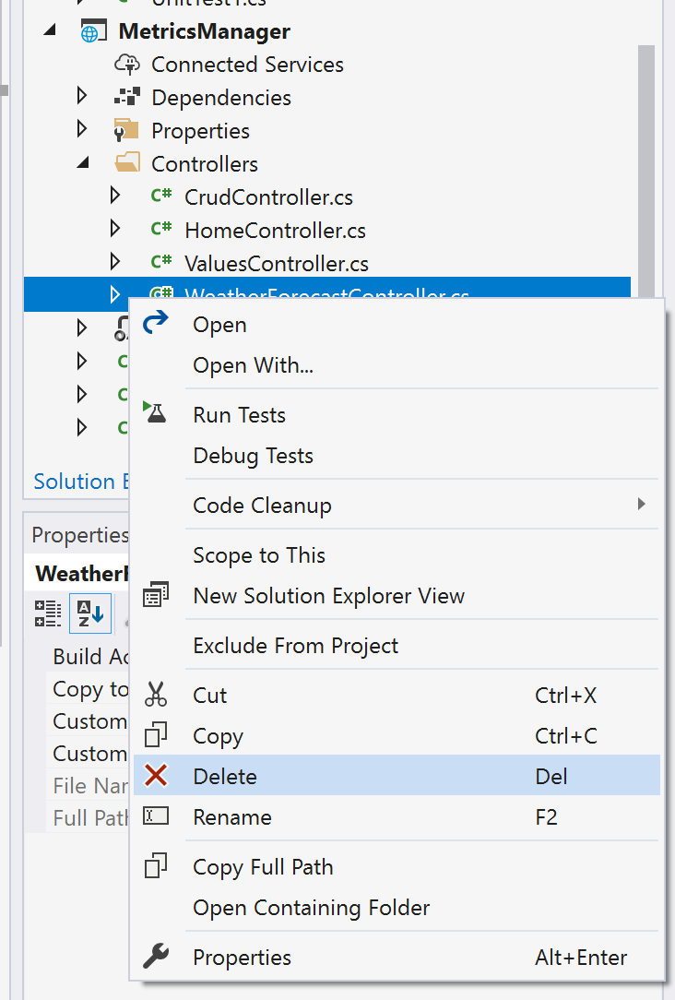 UnitTest1.cs
MetricsManager
Connected Services
Dependencies
Properties
Controllers
C# CrudController.cs
C# HomeController.cs
C# ValuesController.cs
C# WeatherForecastController.cs
Open
Open With...
Run Tests
Debug Tests
Code Cleanup
Scope to This
New Solution Explorer View
Exclude From Project
Cut Ctrl+X
Copy Ctrl+C
Delete Del
Rename F2
Copy Full Path
Open Containing Folder
Properties Alt+Enter
Solution E
Properties
WeatherF
Build Ac
Copy to
Custom
Custom
File Nar
Full Path